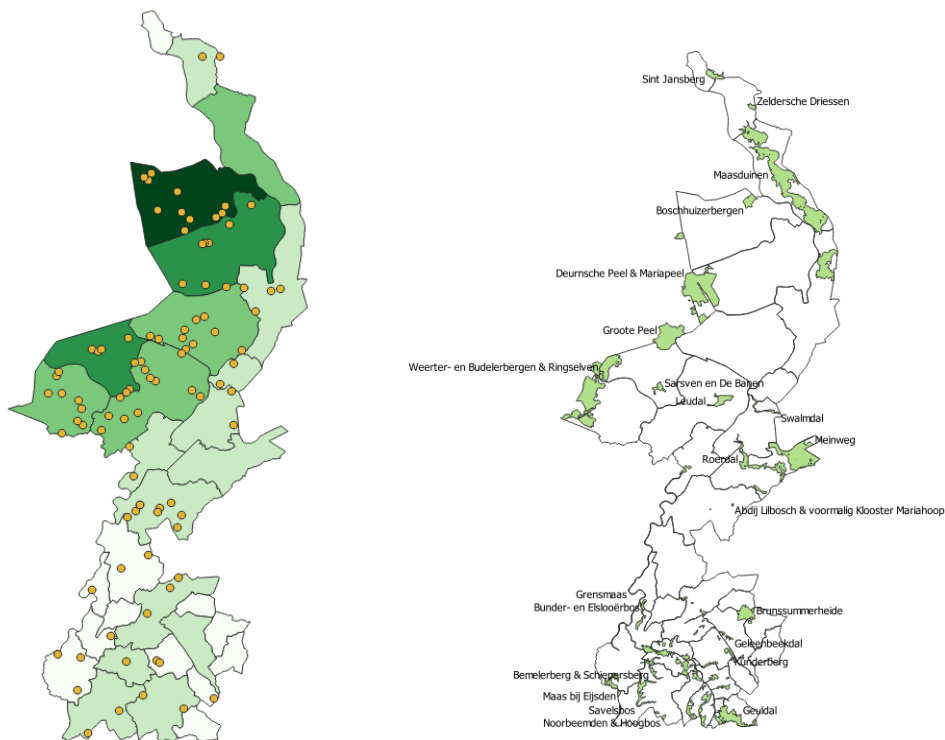 Sint Jansberg
Zeldersche Driessen
Maasduinen
Boschhuizerbergen
Deurnsche Peel & Mariapeel
Groote Peel
Weerter- en Budelerbergen & Ringselven
Sarsven en De Banen
Leudal
Swalmdal
Meinweg
Roerdal
Abdij Lilbosch & voormalig Klooster Mariahoop
Grensmaas
Bunder- en Elslooërbos
Brunssummerheide
Geleenbeekdal
Kunderberg
Bemelerberg & Schiepersberg
Maas bij Eijsden
Savelsbos
Geuldal
Noorbeemden & Hoogbos